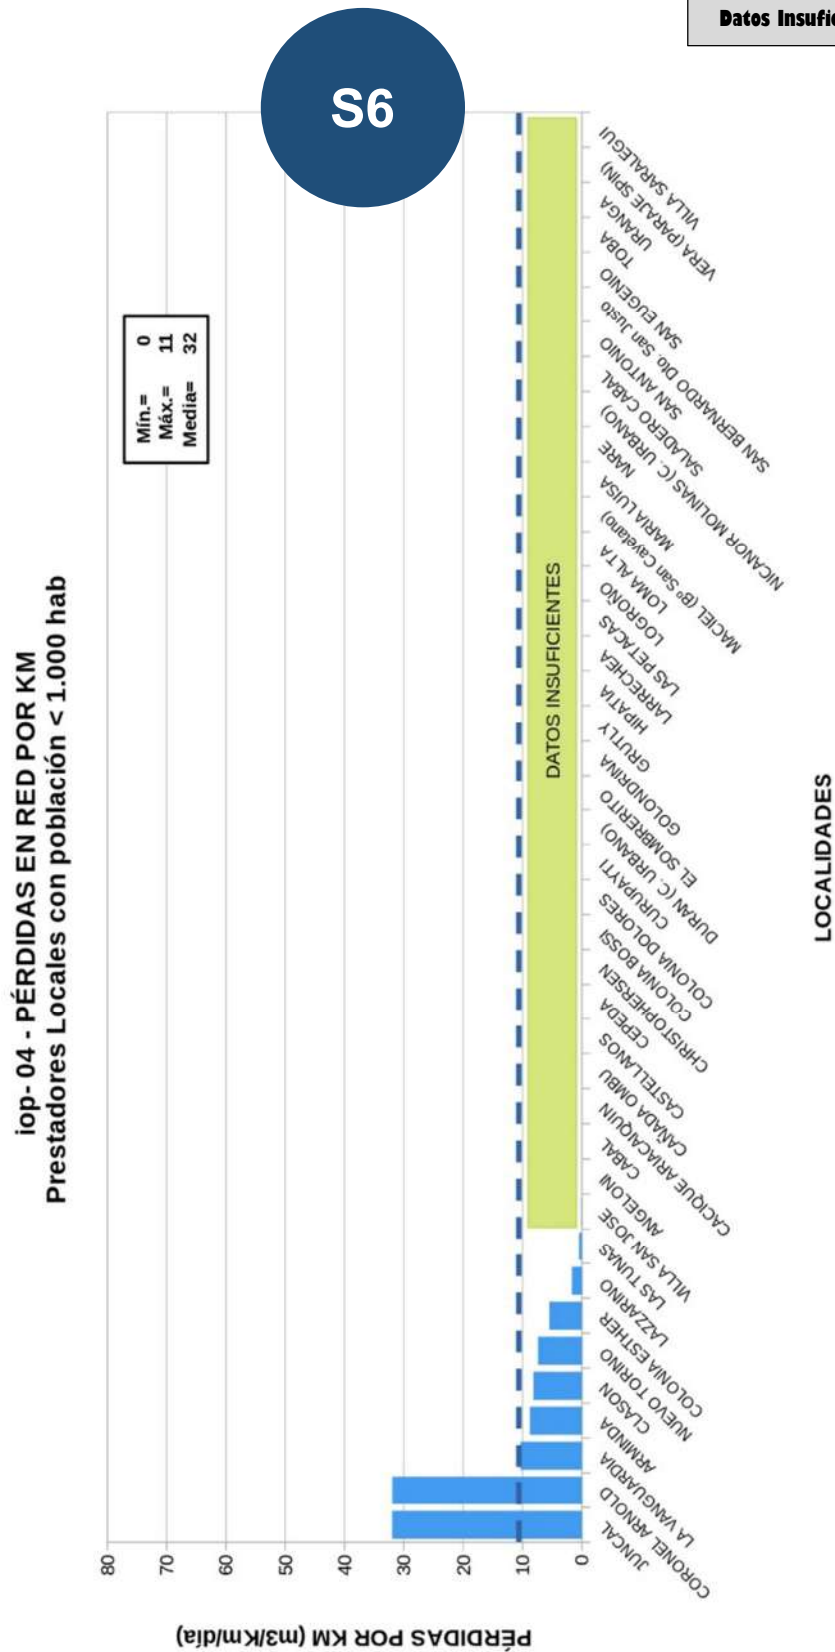 Datos Insufic
S6
iop- 04 - PÉRDIDAS EN RED POR KM
Prestadores Locales con población < 1.000 hab
Mín.= 0
Máx.= 11
Media= 32
PÉRDIDAS POR KM (m3/Km/día)
80
70
60
50
40
30
20
10
0
DATOS INSUFICIENTES
JUNCAL
CORONEL ARNOLD
LA VANGUARDIA
ARMINDA
CLASON
NUEVO TORINO
COLONIA ESTHER
LAZZARINO
LAS TUNAS
VILLA SAN JOSE
ANGELONI
CABAL
CACIQUE ARIACAIQUIN
CAÑADA OMBU
CASTELLANOS
CEPEDA
CHRISTOPHERSEN
COLONIA BOSSI
COLONIA DOLORES
CURUPAYTI
DURAN (C. URBANO)
EL SOMBRERITO
GOLONDRINA
GRUTLY
HIPATIA
LARRECHEA
LAS PETACAS
LOGROÑO
LOMA ALTA
MACIEL (Bº San Cayetano)
MARIA LUISA
NARE
NICANOR MOLINAS (C. URBANO)
SALADERO CABAL
SAN ANTONIO
SAN BERNARDO Dto. San Justo
SAN EUGENIO
TOBA
URANGA
VERA (PARAJE SPIN)
VILLA SARALEGUI
LOCALIDADES